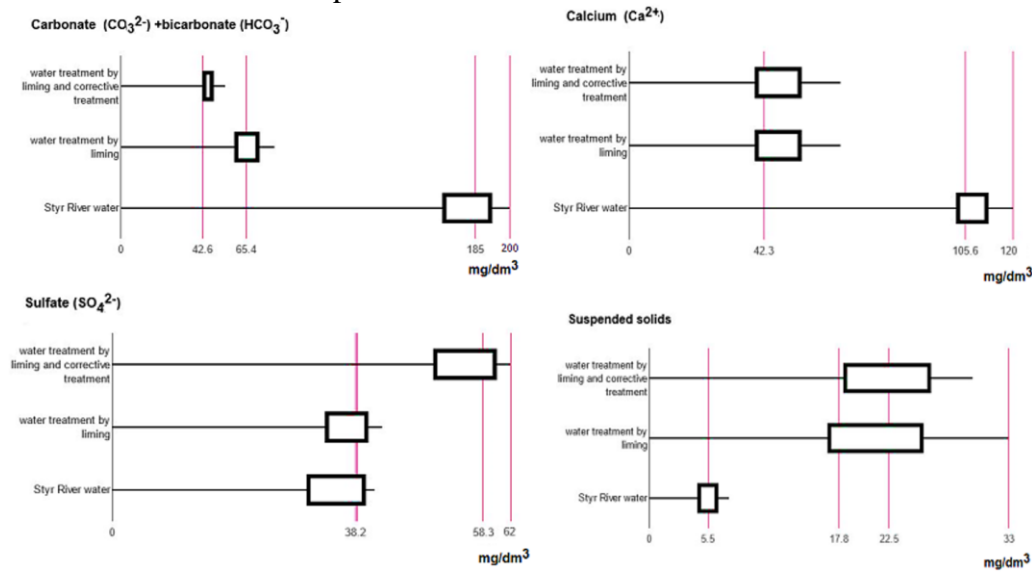 Carbonate (CO₃²⁻) +bicarbonate (HCO₃⁻)
water treatment by
liming and corrective
treatment
water treatment by
liming
Styr River water
0 42.6 65.4 185 200
mg/dm³
Calcium (Ca²⁺)
water treatment by
liming and corrective
treatment
water treatment by
liming
Styr River water
0 42.3 105.6 120
mg/dm³
Sulfate (SO₄²⁻)
water treatment by
liming and corrective
treatment
water treatment by
liming
Styr River water
0 38.2 58.3 62
mg/dm³
Suspended solids
water treatment by
liming and corrective
treatment
water treatment by
liming
Styr River water
0 5.5 17.8 22.5 33
mg/dm³